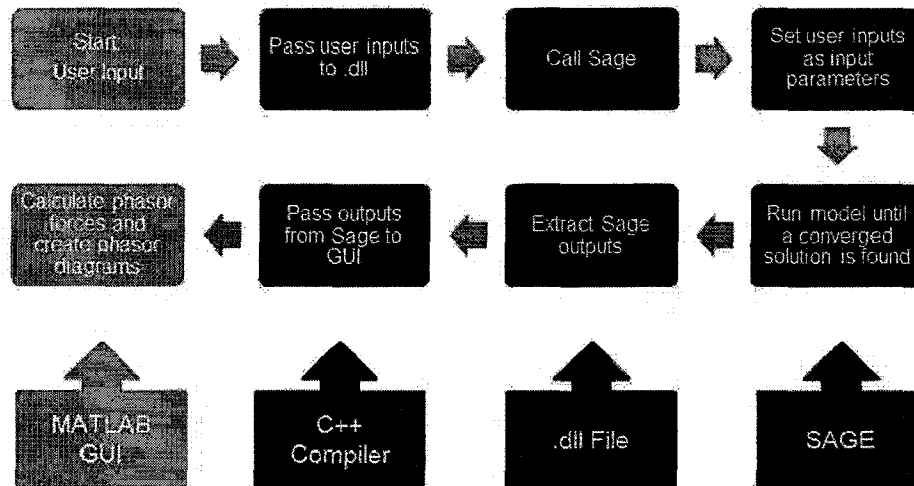 Start
User Input
Pass user inputs
to .dll
Call Sage
Set user inputs
as input
parameters
Calculate phasor
forces and
create phasor
diagrams
Pass outputs
from Sage to
GUI
Extract Sage
outputs
Run model until
a converged
solution is found
MATLAB
GUI
C++
Compiler
.dll File
SAGE